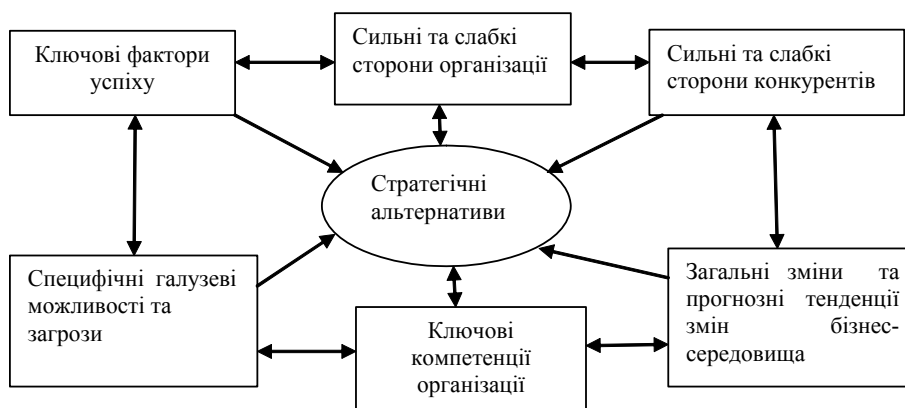 Ключові фактори
успіху
Сильні та слабкі
сторони організації
Сильні та слабкі
сторони конкурентів
Стратегічні
альтернативи
Специфічні галузеві
можливості та
загрози
Ключові
компетенції
організації
Загальні зміни та
прогнозні тенденції
змін бізнес-
середовища